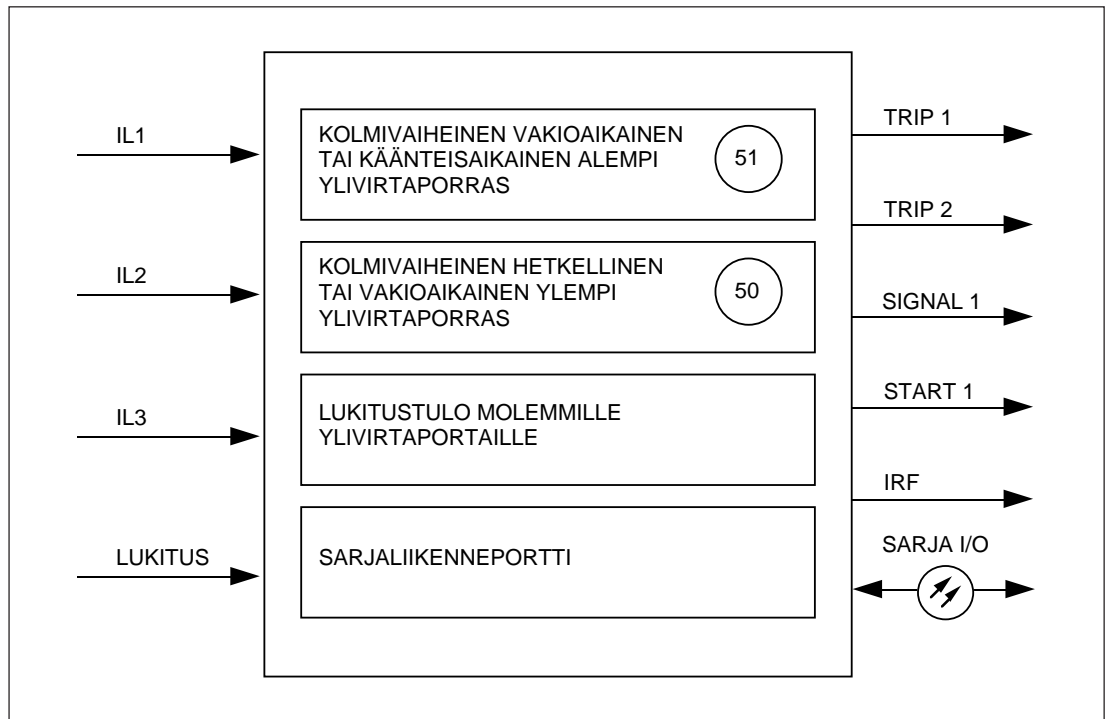 IL1
IL2
IL3
LUKITUS
KOLMIVAIHEINEN VAKIOAIKAINEN
TAI KÄÄNTEISAIKAINEN ALEMPI
YLIVIRTAPORRAS
51
KOLMIVAIHEINEN HETKELLINEN
TAI VAKIOAIKAINEN YLEMPI
YLIVIRTAPORRAS
50
LUKITUSTULO MOLEMMILLE
YLIVIRTAPORTAILLE
SARJALIIKENNEPORTTI
TRIP 1
TRIP 2
SIGNAL 1
START 1
IRF
SARJA I/O